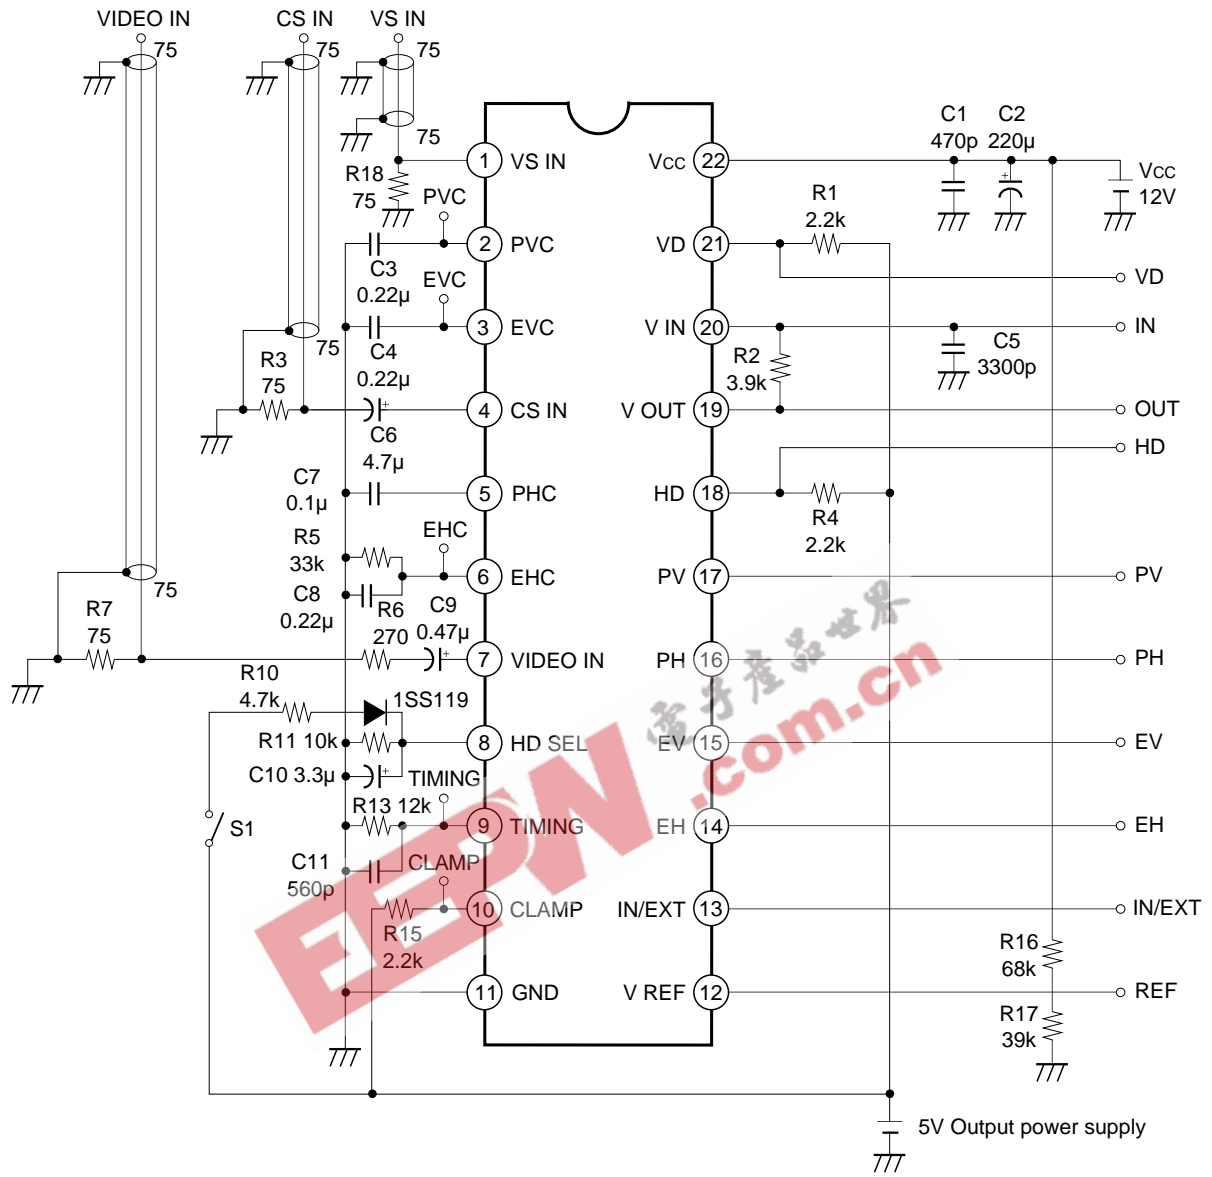 VIDEO IN
CS IN
VS IN
75
75
75
75
R18
75
1
VS IN
PVC
2
PVC
C3
0.22µ
EVC
3
EVC
C4
0.22µ
75
R3
75
4
CS IN
C6
4.7µ
C7
0.1µ
5
PHC
R5
33k
EHC
6
EHC
C8
0.22µ
75
R7
75
R6
270
C9
0.47µ
7
VIDEO IN
R10
4.7k
1SS119
R11 10k
8
HD SEL
C10 3.3µ
TIMING
R13 12k
S1
9
TIMING
C11
560p
CLAMP
10
CLAMP
R15
2.2k
11
GND
VCC
22
C1
470p
C2
220µ
VCC
12V
VD
21
R1
2.2k
VD
V IN
20
IN
R2
3.9k
C5
3300p
V OUT
19
OUT
HD
HD
18
R4
2.2k
PV
17
PV
PH
16
PH
EV
15
EV
EH
14
EH
IN/EXT
13
IN/EXT
R16
68k
V REF
12
REF
R17
39k
5V Output power supply
EEPW
電子產品世界
.com.cn